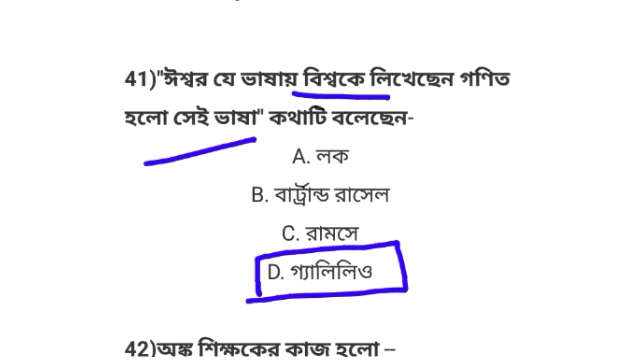 41)"ঈশ্বর যে ভাষায় বিশ্বকে লিখেছেন গণিত
হলো সেই ভাষা" কথাটি বলেছেন-
A. লক
B. বার্ট্রান্ড রাসেল
C. রামসে
D. গ্যালিলিও
42)অঙ্ক শিক্ষকের কাজ হলো –